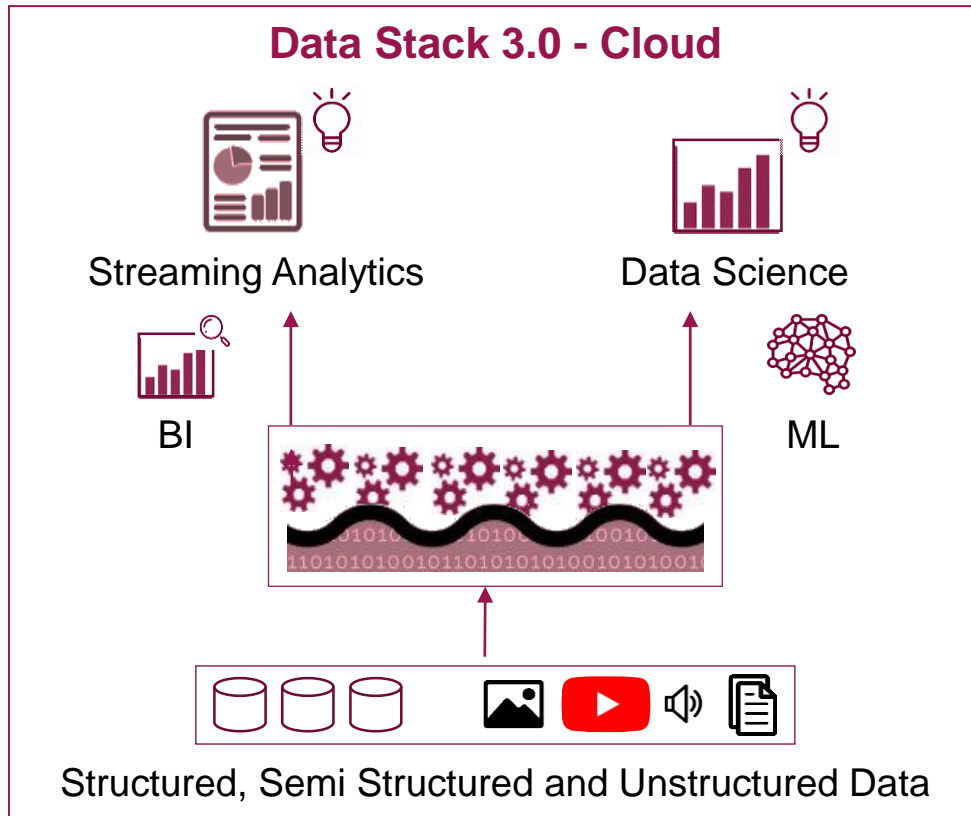 Data Stack 3.0 - Cloud
Streaming Analytics
Data Science
BI
ML
Structured, Semi Structured and Unstructured Data